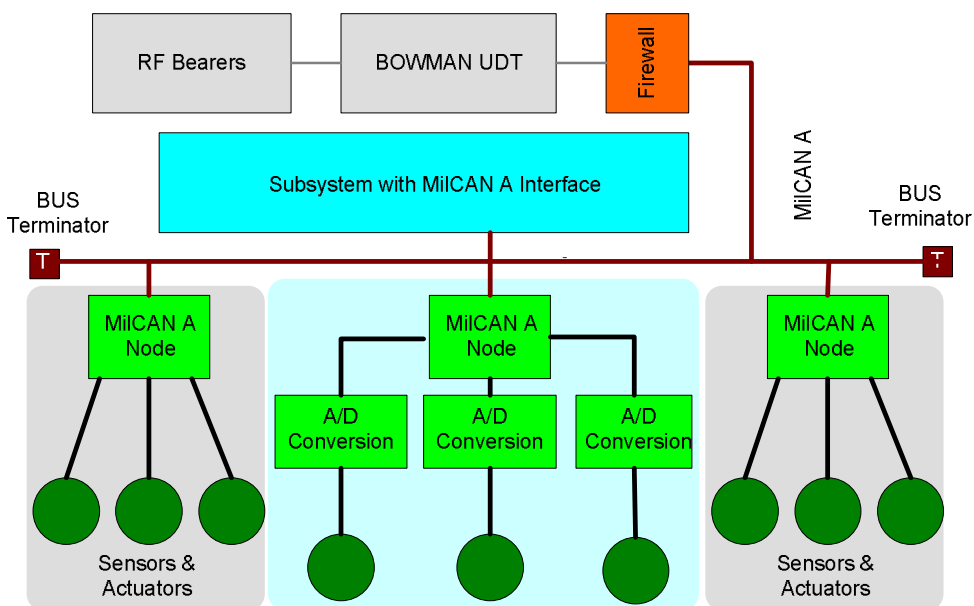 RF Bearers
BOWMAN UDT
Firewall
Subsystem with MilCAN A Interface
MilCAN A
BUS
Terminator
BUS
Terminator
T
T
MilCAN A
Node
MilCAN A
Node
MilCAN A
Node
A/D
Conversion
A/D
Conversion
A/D
Conversion
Sensors &
Actuators
Sensors &
Actuators